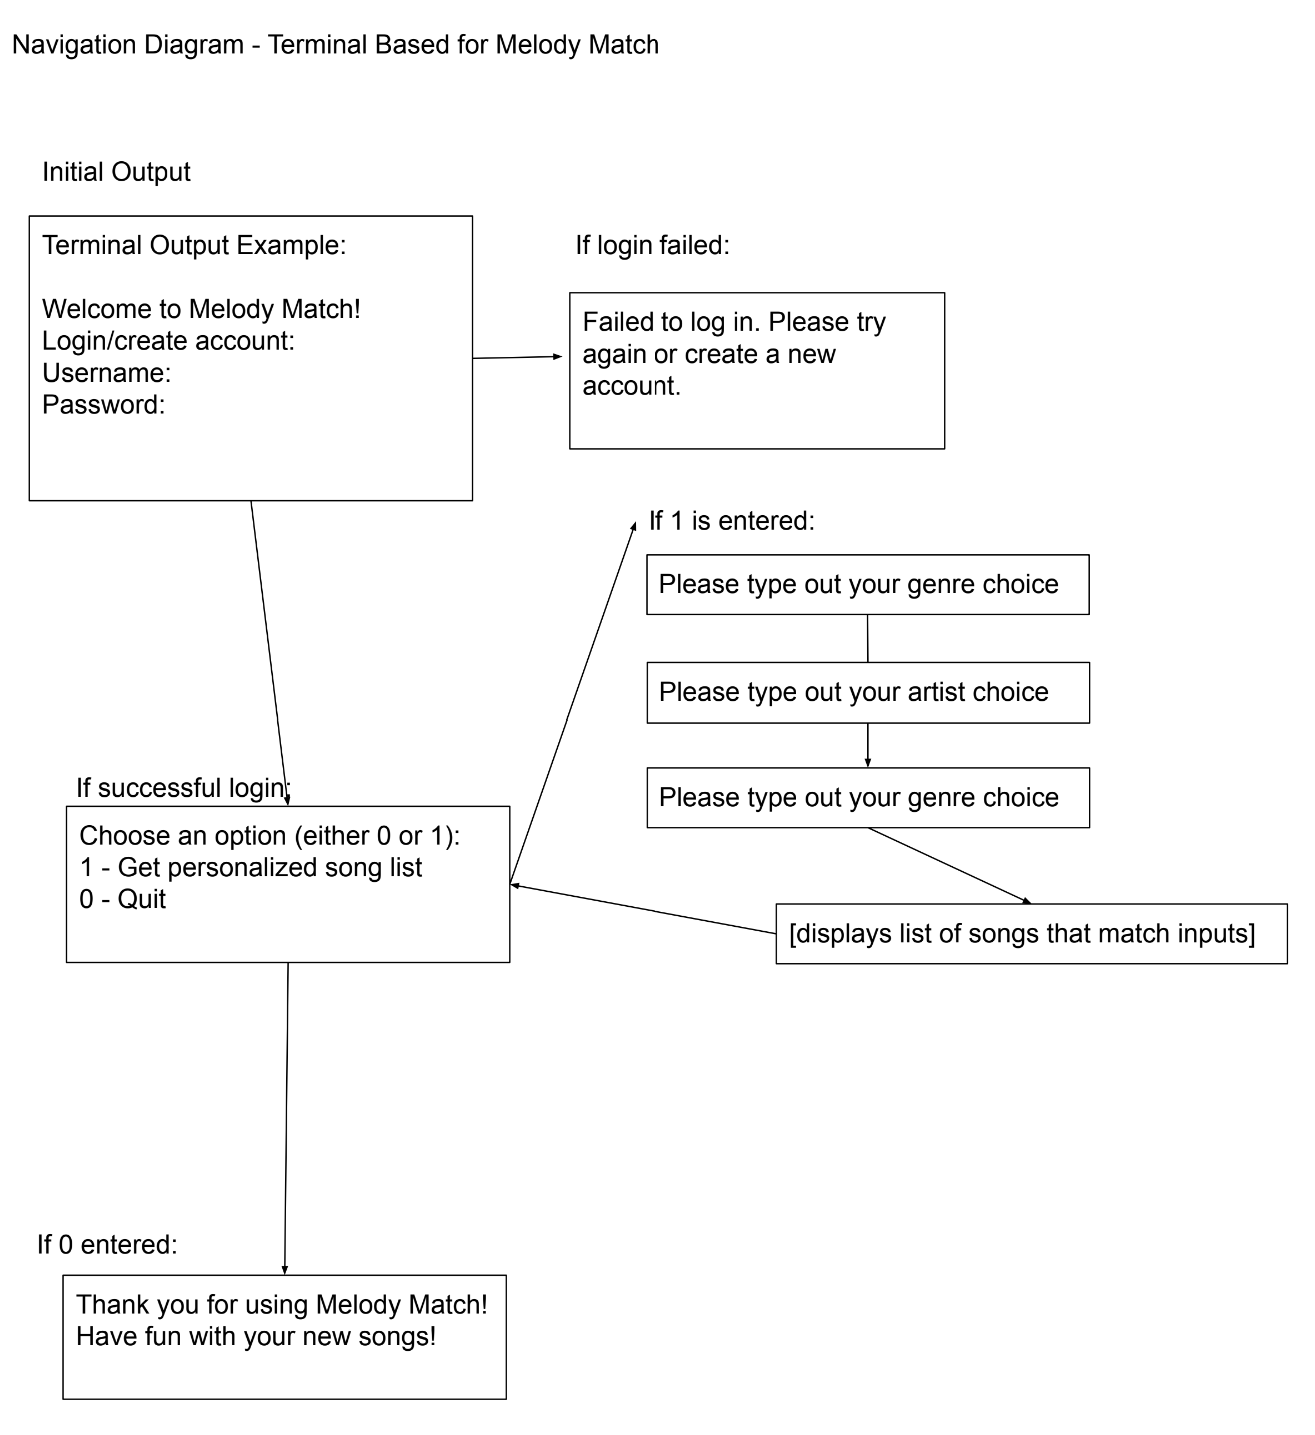 Navigation Diagram - Terminal Based for Melody Match
Initial Output
Terminal Output Example:
Welcome to Melody Match!
Login/create account:
Username:
Password:
If login failed:
Failed to log in. Please try
again or create a new
account.
If 1 is entered:
Please type out your genre choice
Please type out your artist choice
Please type out your genre choice
[displays list of songs that match inputs]
If successful login:
Choose an option (either 0 or 1):
1 - Get personalized song list
0 - Quit
If 0 entered:
Thank you for using Melody Match!
Have fun with your new songs!